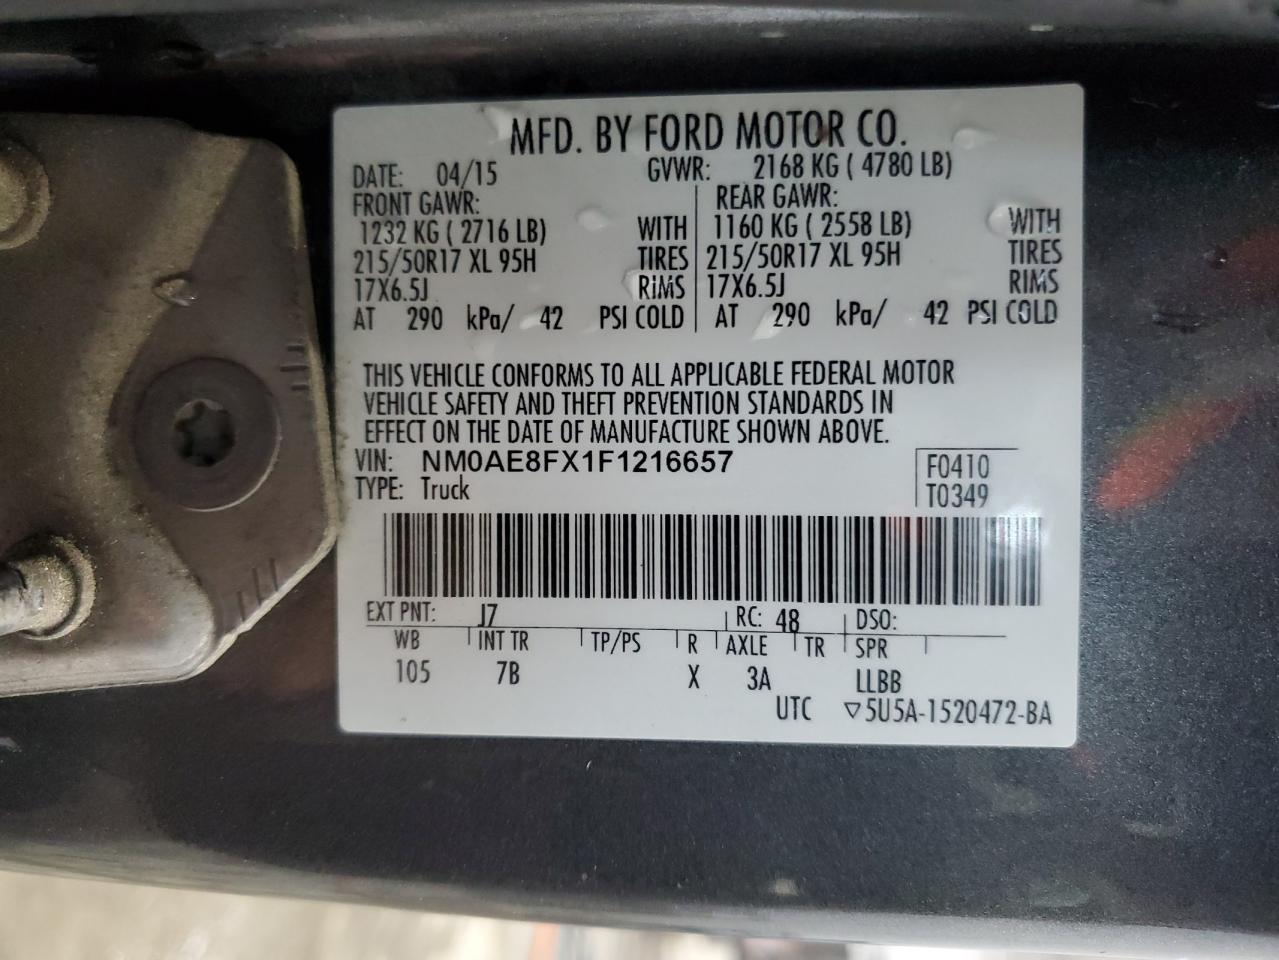 MFD. BY FORD MOTOR CO.
DATE: 04/15 GVWR: 2168 KG ( 4780 LB)
FRONT GAWR: REAR GAWR:
1232 KG ( 2716 LB) WITH 1160 KG ( 2558 LB) WITH
215/50R17 XL 95H TIRES 215/50R17 XL 95H TIRES
17X6.5J RIMS 17X6.5J RIMS
AT 290 kPa/ 42 PSI COLD AT 290 kPa/ 42 PSI COLD
THIS VEHICLE CONFORMS TO ALL APPLICABLE FEDERAL MOTOR
VEHICLE SAFETY AND THEFT PREVENTION STANDARDS IN
EFFECT ON THE DATE OF MANUFACTURE SHOWN ABOVE.
VIN: NM0AE8FX1F1216657 F0410
TYPE: Truck T0349
EXT PNT: J7 RC: 48 DSO:
WB INT TR TP/PS R AXLE TR SPR
105 7B X 3A LLBB
UTC ▽5U5A-1520472-BA